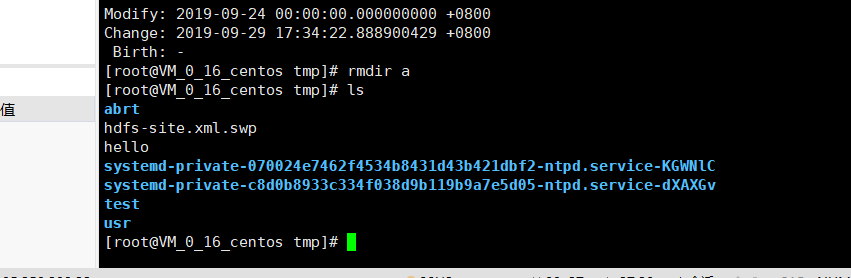 Modify: 2019-09-24 00:00:00.000000000 +0800
Change: 2019-09-29 17:34:22.888900429 +0800
Birth: -
[root@VM_0_16_centos tmp]# rmdir a
[root@VM_0_16_centos tmp]# ls
值
abrt
hdfs-site.xml.swp
hello
systemd-private-070024e7462f4534b8431d43b421dbf2-ntpd.service-KGWNlC
systemd-private-c8d0b8933c334f038d9b119b9a7e5d05-ntpd.service-dXAXGv
test
usr
[root@VM_0_16_centos tmp]#